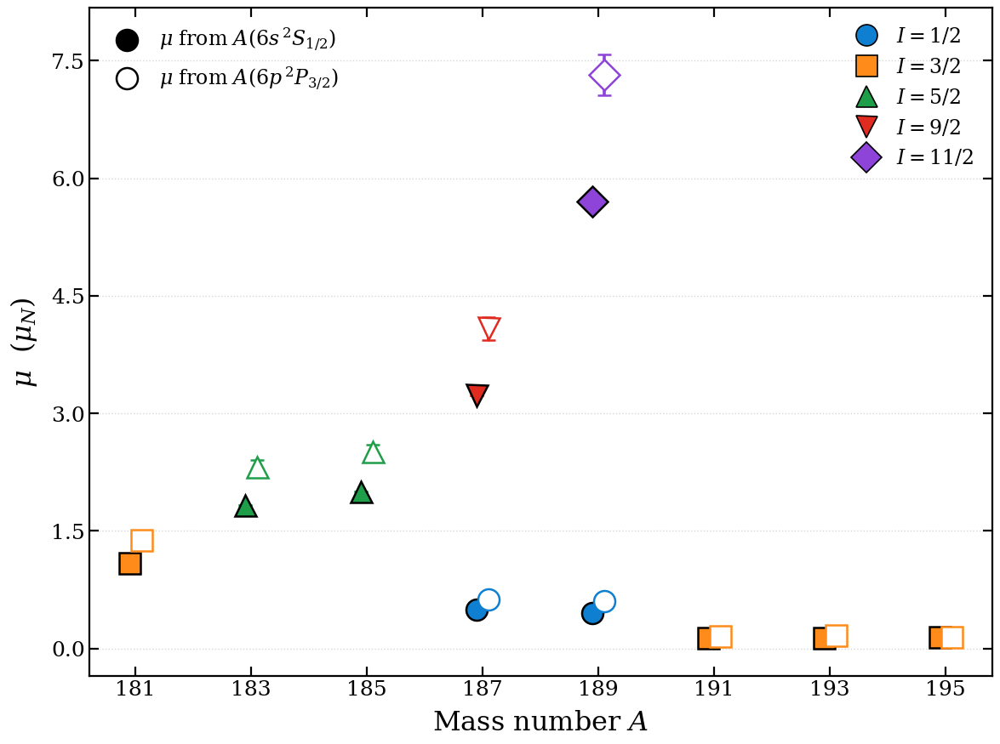 μ from A(6s ²S₁/₂)
μ from A(6p ²P₃/₂)
I = 1/2
I = 3/2
I = 5/2
I = 9/2
I = 11/2
7.5
6.0
4.5
3.0
1.5
0.0
μ (μ_N)
181 183 185 187 189 191 193 195
Mass number A